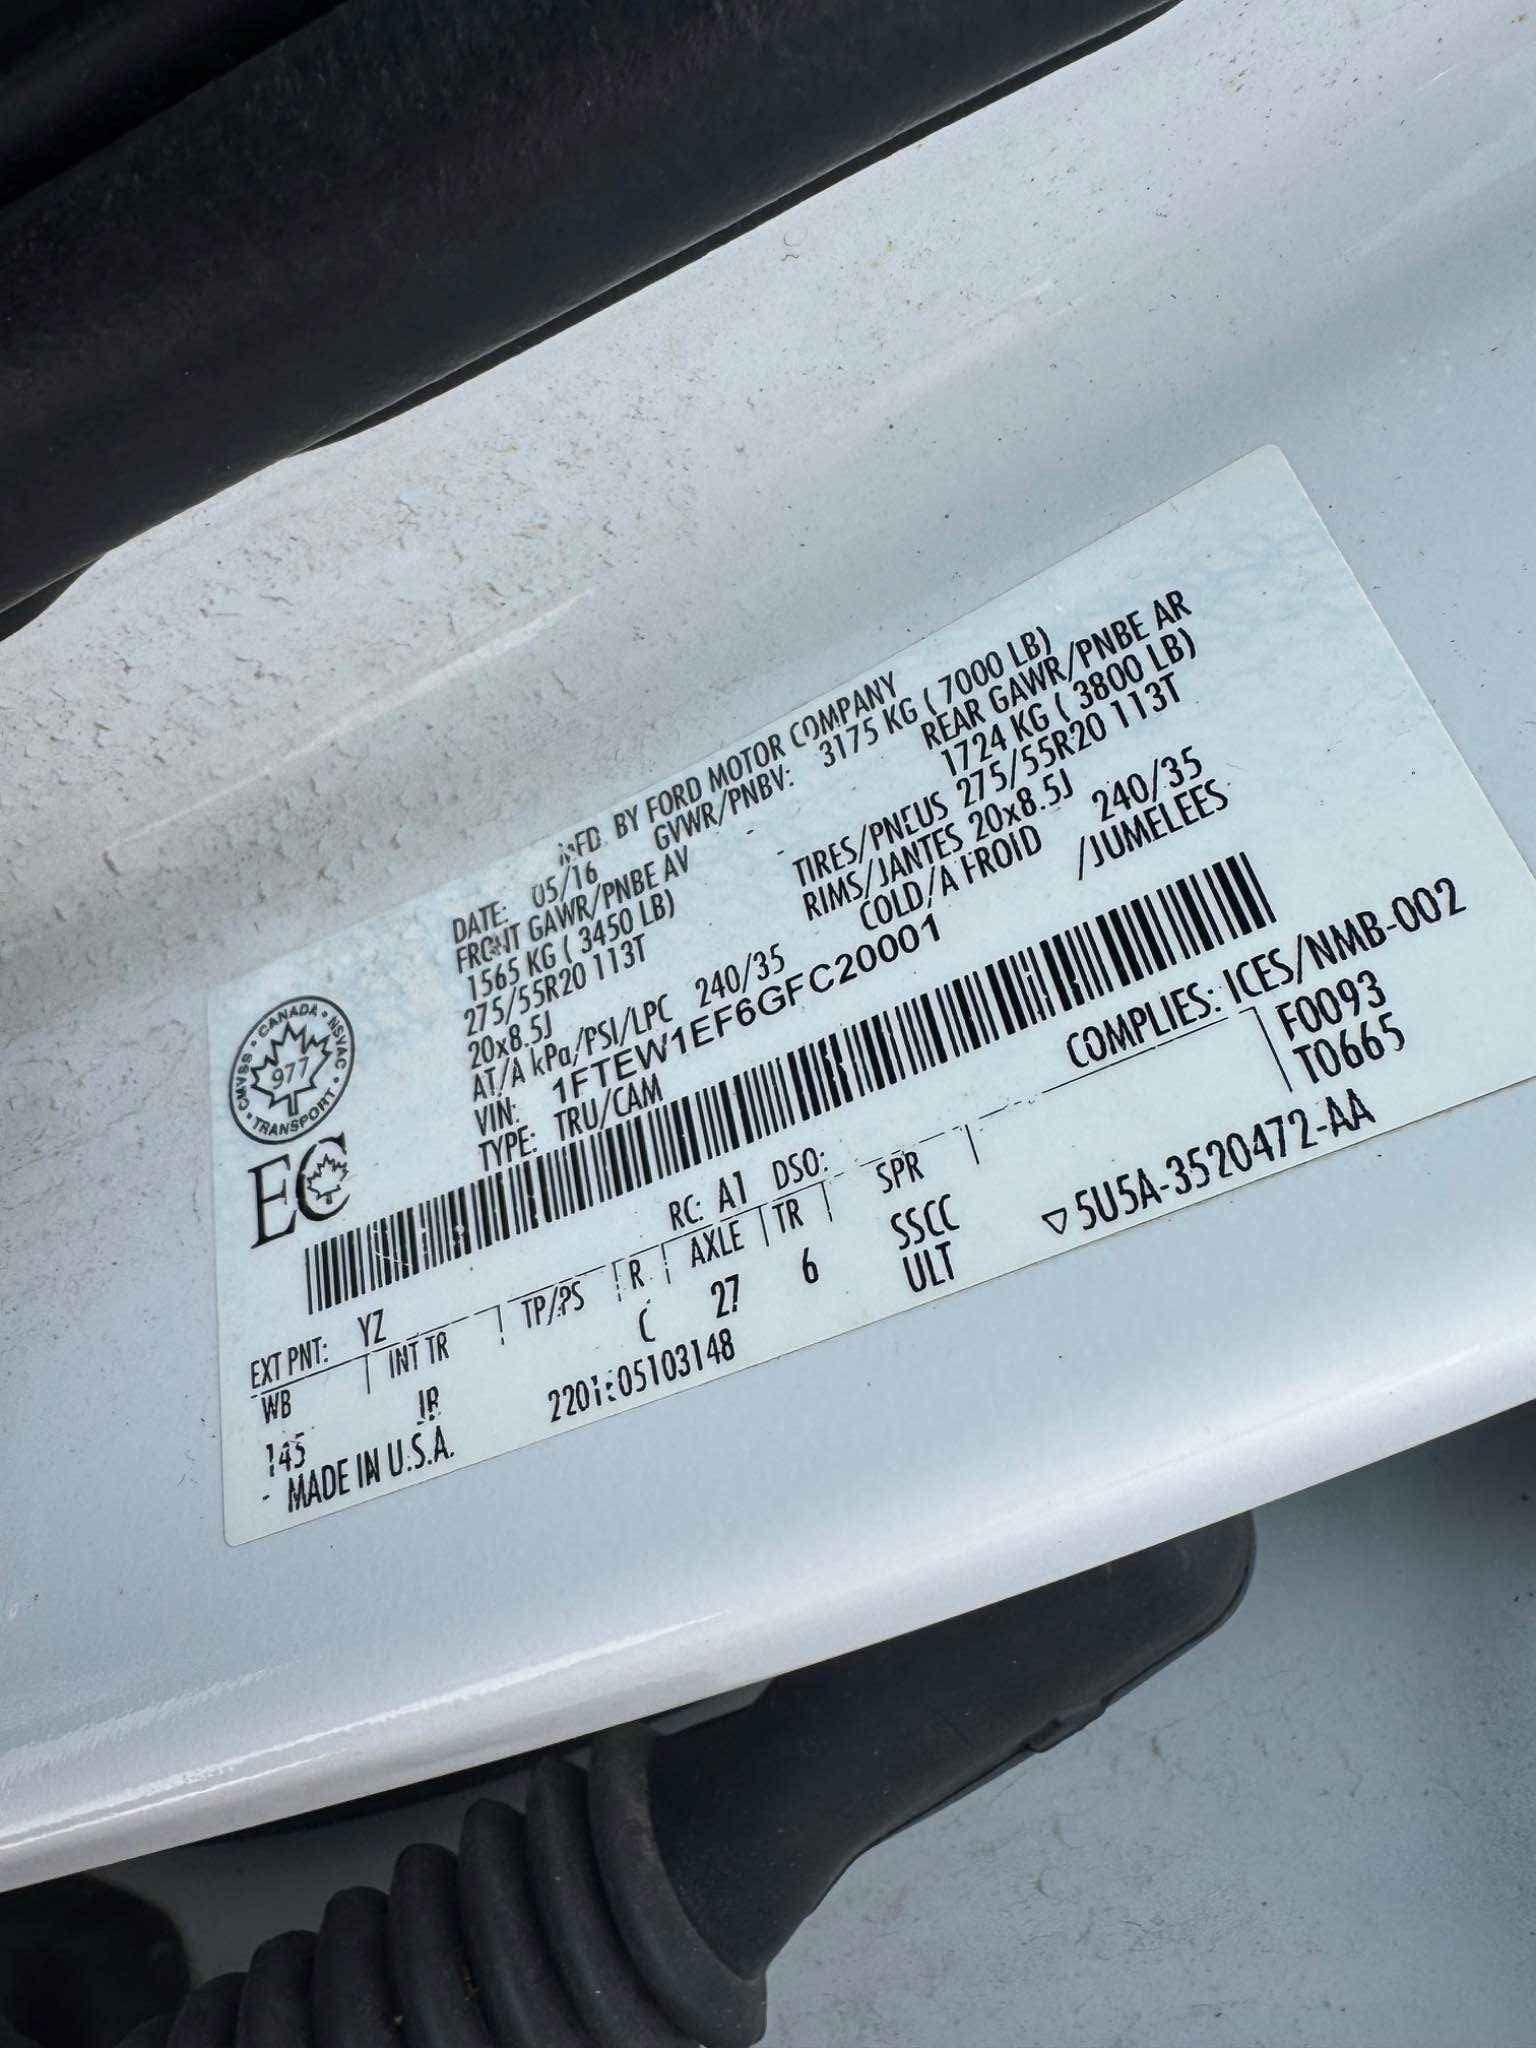 MFD. BY FORD MOTOR COMPANY
DATE: 05/16 GVWR/PNBV: 3175 KG ( 7000 LB)
FRONT GAWR/PNBE AV REAR GAWR/PNBE AR
1565 KG ( 3450 LB) 1724 KG ( 3800 LB)
275/55R20 113T TIRES/PNEUS 275/55R20 113T
20x8.5J RIMS/JANTES 20x8.5J
AT/A kPa/PSI/LPC 240/35 COLD/A FROID 240/35
VIN: 1FTEW1EF6GFC20001 /JUMELEES
TYPE: TRU/CAM
CMVSS • CANADA • NSVAC • TRANSPORT •
977
EC
COMPLIES: ICES/NMB-002
EXT PNT: YZ RC: A1 DSO: F0093
WB INT TR TP/PS R AXLE TR SPR T0665
145 C 27 6 SSCC
ULT
MADE IN U.S.A. 05103148 5U5A-3520472-AA